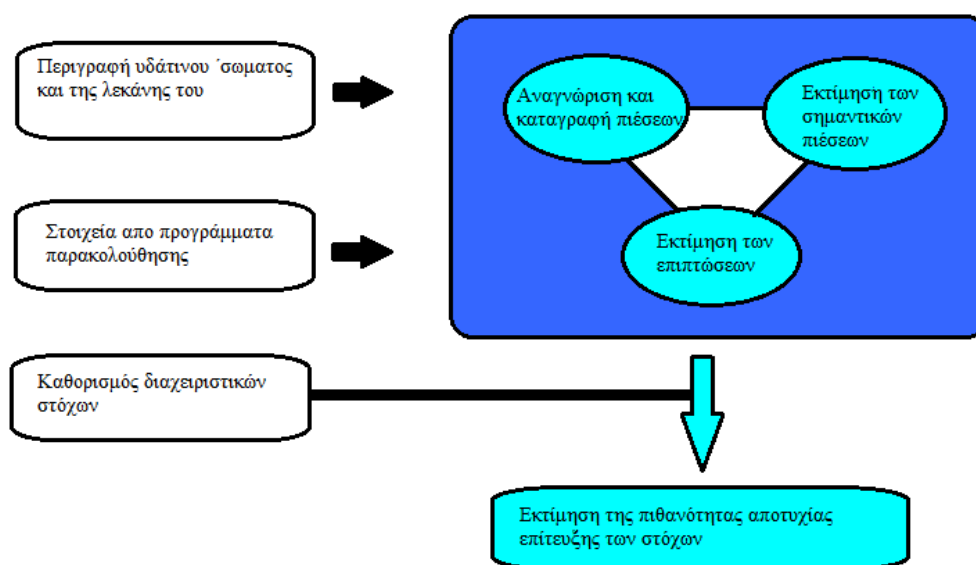 Περιγραφή υδάτινου ΄σωματος
και της λεκάνης του
Αναγνώριση και
καταγραφή πιέσεων
Εκτίμηση των
σημαντικών
πιέσεων
Στοιχεία απο προγράμματα
παρακολούθησης
Εκτίμηση των
επιπτώσεων
Καθορισμός διαχειριστικών
στόχων
Εκτίμηση της πιθανότητας αποτυχίας
επίτευξης των στόχων